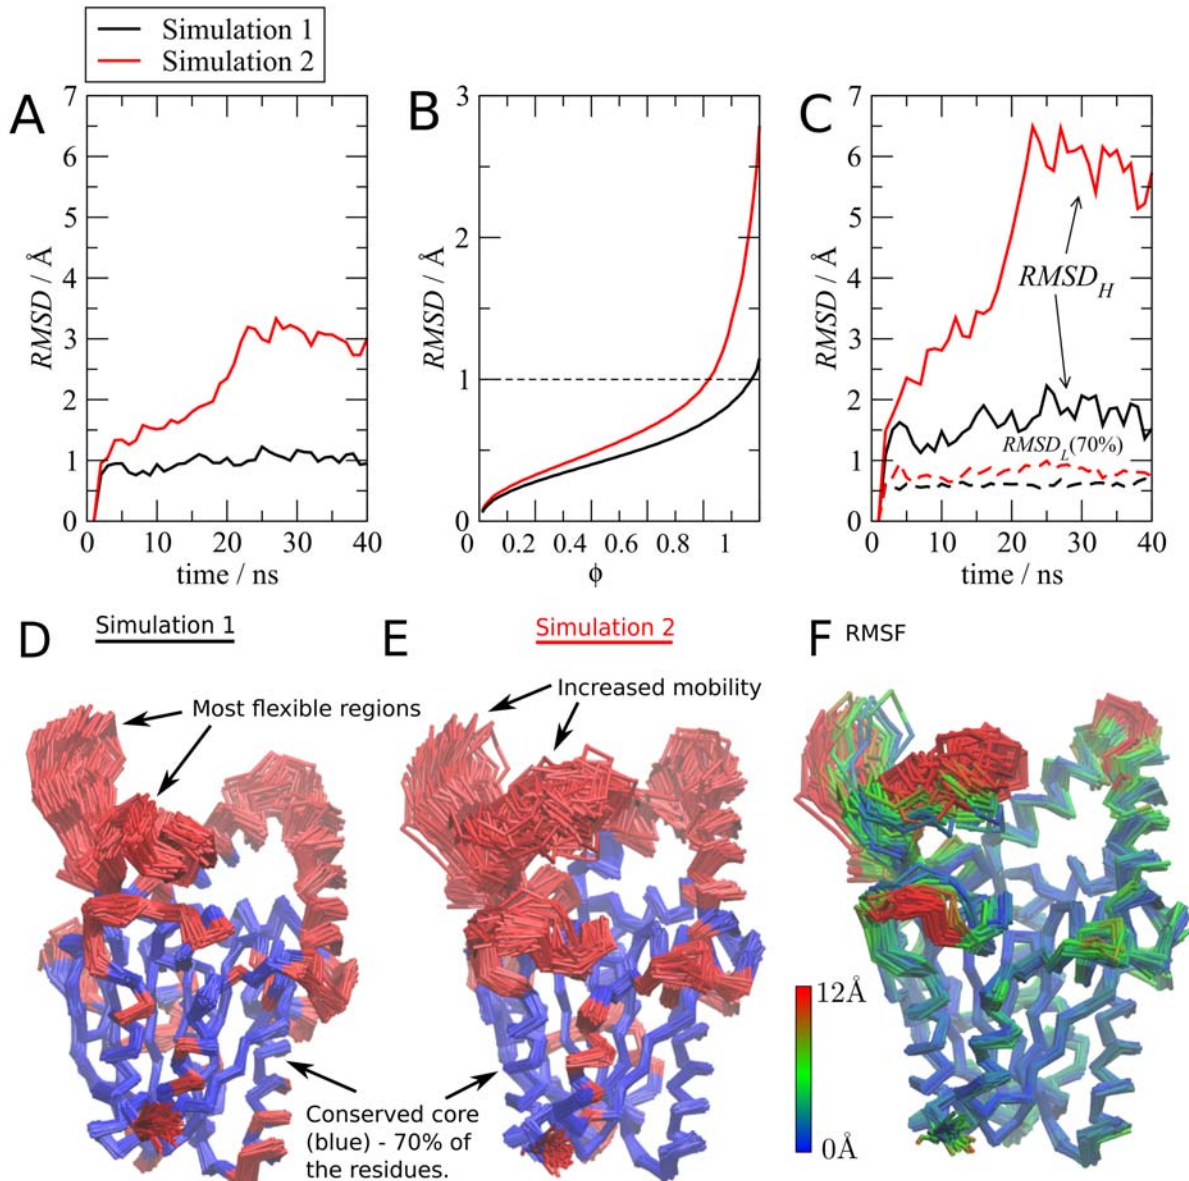 Simulation 1
Simulation 2
A
7
6
5
4
3
2
1
0
RMSD / Å
0 10 20 30 40
time / ns
B
3
2
1
0
RMSD / Å
0 0.2 0.4 0.6 0.8 1
ϕ
C
7
6
5
4
3
2
1
0
RMSD / Å
RMSD_H
RMSD_L(70%)
0 10 20 30 40
time / ns
D Simulation 1
Most flexible regions
E Simulation 2
Increased mobility
Conserved core
(blue) - 70% of
the residues.
F RMSF
12Å
0Å